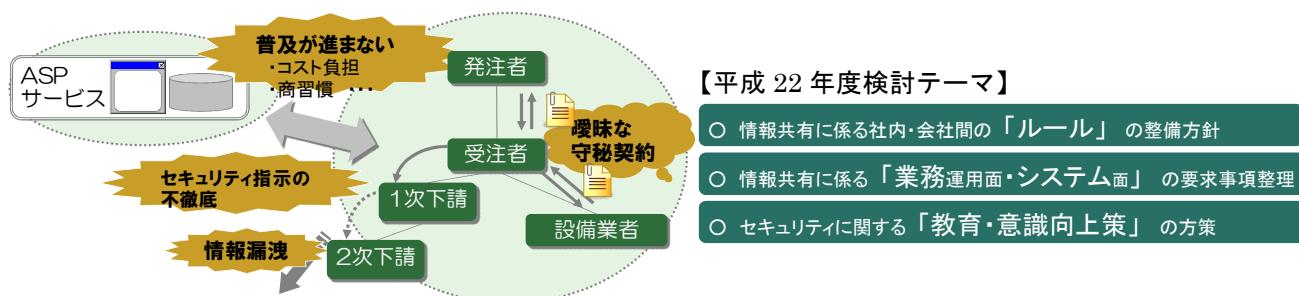 普及が進まない
・コスト負担
・商習慣 ・・・
ASP
サービス
発注者
曖昧な
守秘契約
受注者
セキュリティ指示の
不徹底
1次下請
設備業者
情報漏洩
2次下請
【平成 22 年度検討テーマ】
○ 情報共有に係る社内・会社間の「ルール」の整備方針
○ 情報共有に係る「業務運用面・システム面」の要求事項整理
○ セキュリティに関する「教育・意識向上策」の方策